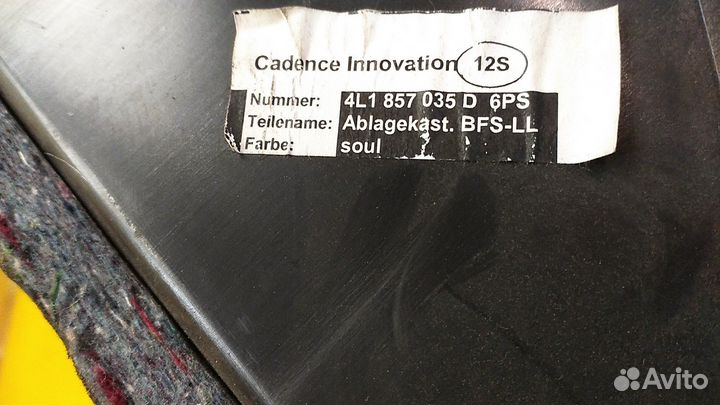 Cadence Innovation 12S
Nummer: 4L1 857 035 D 6PS
Teilename: Ablagekast. BFS-LL
Farbe: soul
Avito